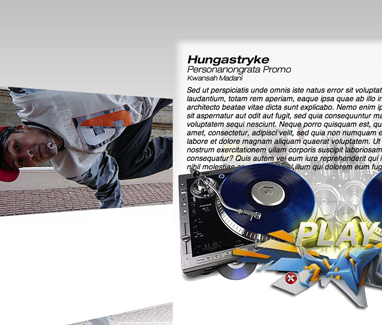 Hungastryke
Personanongrata Promo
Kwansah Madani
Sed ut perspiciatis unde omnis iste natus error sit voluptat
laudantium, totam rem aperiam, eaque ipsa quae ab illo in
architecto beatae vitae dicta sunt explicabo. Nemo enim ip
sit aspernatur aut odit aut fugit, sed quia consequuntur ma
voluptatem sequi nesciunt. Neque porro quisquam est, qu
amet, consectetur, adipisci velit, sed quia non numquam e
labore et dolore magnam aliquam quaerat voluptatem. Ut
nostrum exercitationem ullam corporis suscipit laboriosam
consequatur? Quis autem vel eum iure reprehenderit qui i
nihil molestiae illum qui dolorem eum fug
PLAY